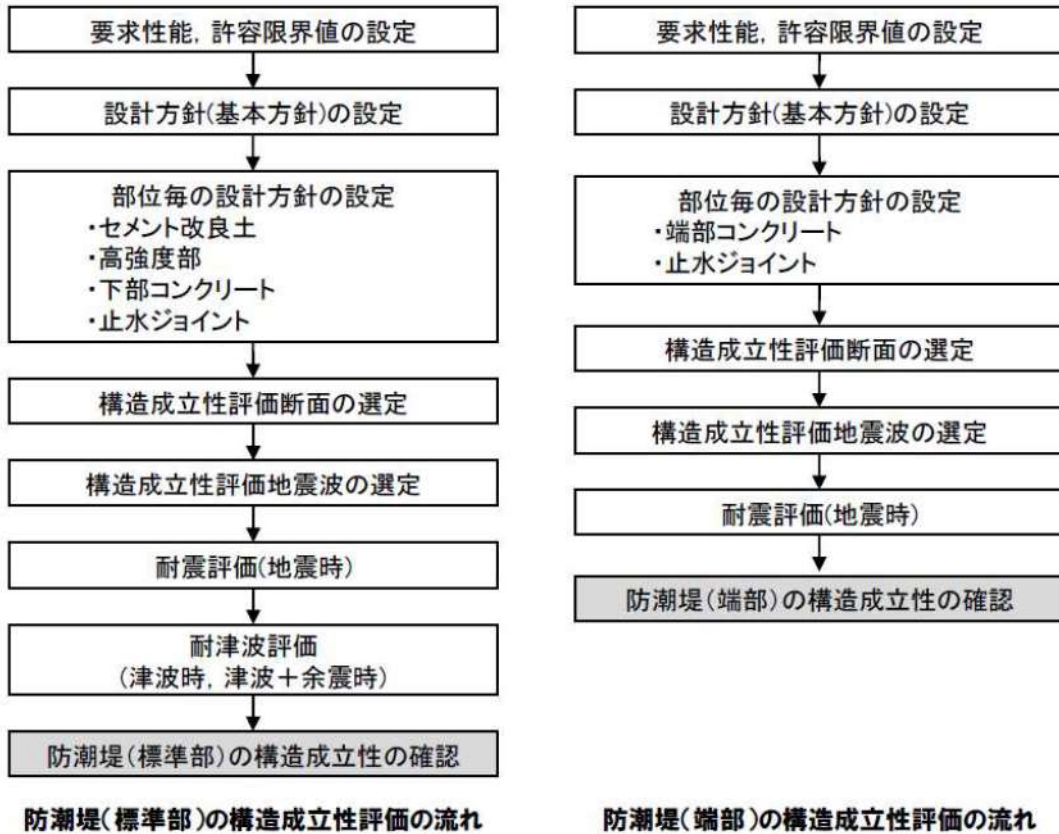 要求性能，許容限界値の設定
設計方針(基本方針)の設定
部位毎の設計方針の設定
・セメント改良土
・高強度部
・下部コンクリート
・止水ジョイント
構造成立性評価断面の選定
構造成立性評価地震波の選定
耐震評価(地震時)
耐津波評価
(津波時，津波＋余震時)
防潮堤(標準部)の構造成立性の確認
防潮堤(標準部)の構造成立性評価の流れ
要求性能，許容限界値の設定
設計方針(基本方針)の設定
部位毎の設計方針の設定
・端部コンクリート
・止水ジョイント
構造成立性評価断面の選定
構造成立性評価地震波の選定
耐震評価(地震時)
防潮堤(端部)の構造成立性の確認
防潮堤(端部)の構造成立性評価の流れ